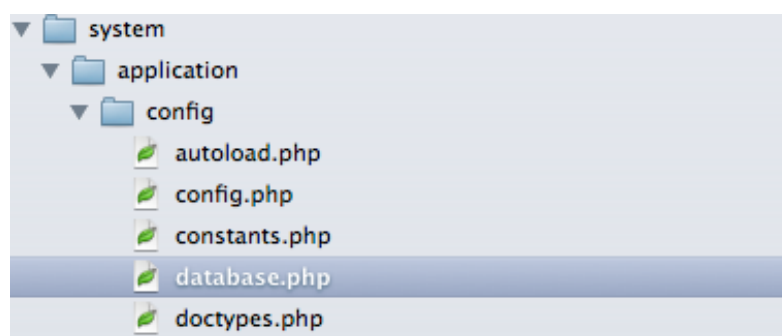 system
application
config
autoload.php
config.php
constants.php
database.php
doctypes.php